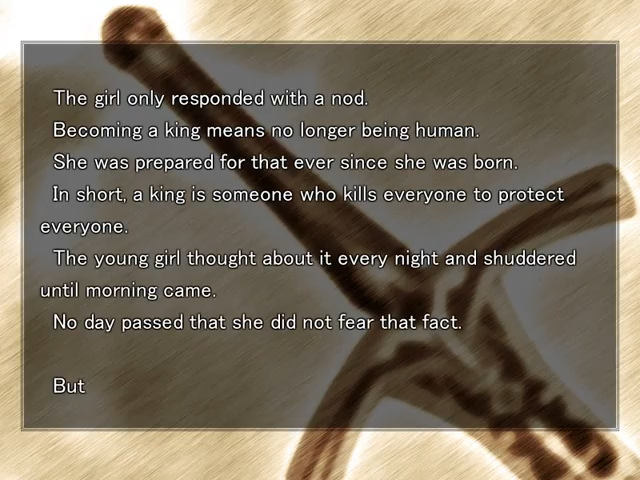 The girl only responded with a nod.
Becoming a king means no longer being human.
She was prepared for that ever since she was born.
In short, a king is someone who kills everyone to protect
everyone.
The young girl thought about it every night and shuddered
until morning came.
No day passed that she did not fear that fact.
But